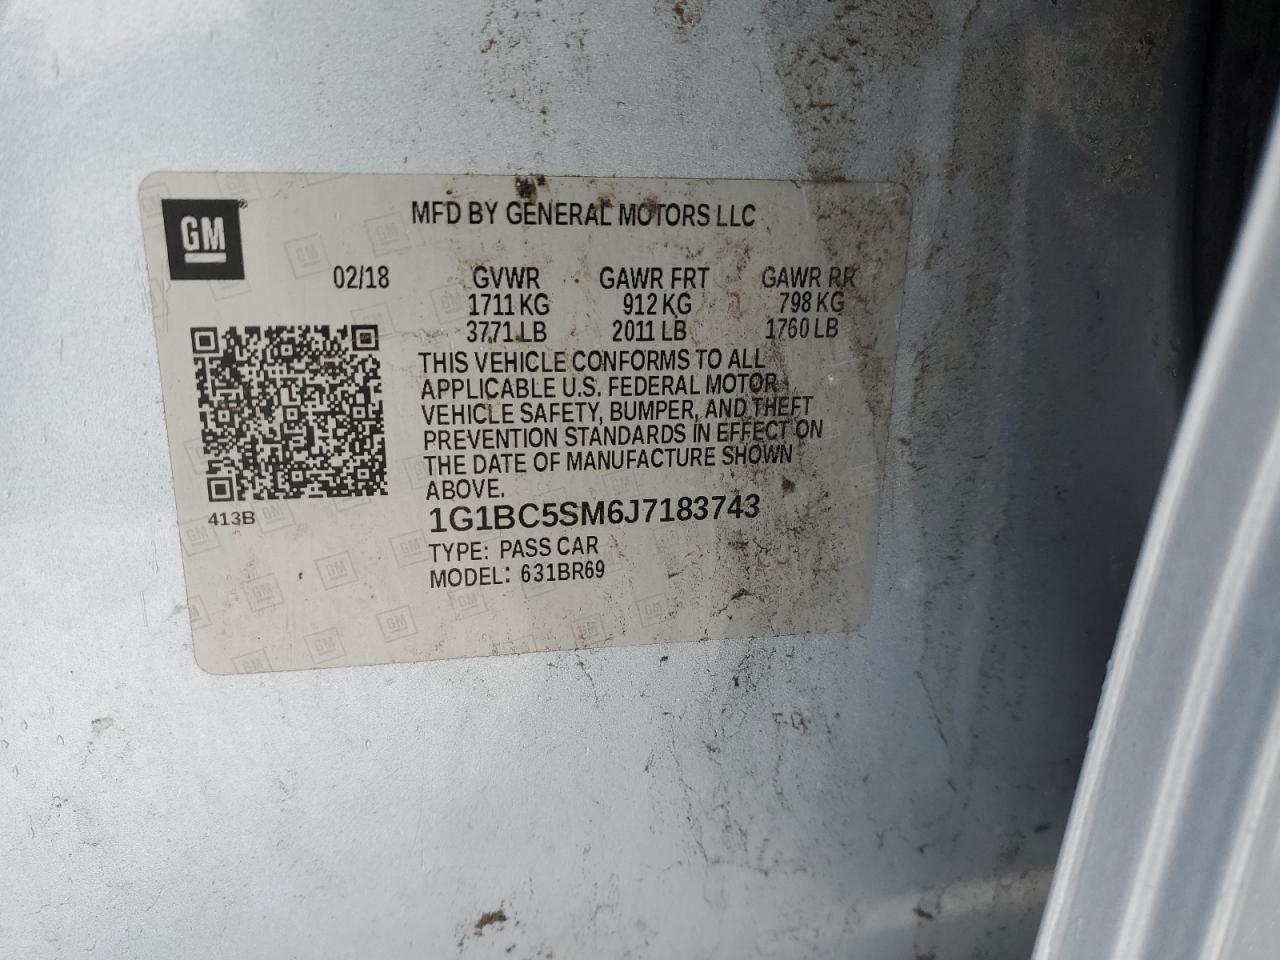 GM
MFD BY GENERAL MOTORS LLC
02/18 GVWR GAWR FRT GAWR RR
1711 KG 912 KG 798 KG
3771 LB 2011 LB 1760 LB
THIS VEHICLE CONFORMS TO ALL
APPLICABLE U.S. FEDERAL MOTOR
VEHICLE SAFETY, BUMPER, AND THEFT
PREVENTION STANDARDS IN EFFECT ON
THE DATE OF MANUFACTURE SHOWN
ABOVE.
413B
1G1BC5SM6J7183743
TYPE: PASS CAR
MODEL: 631BR69